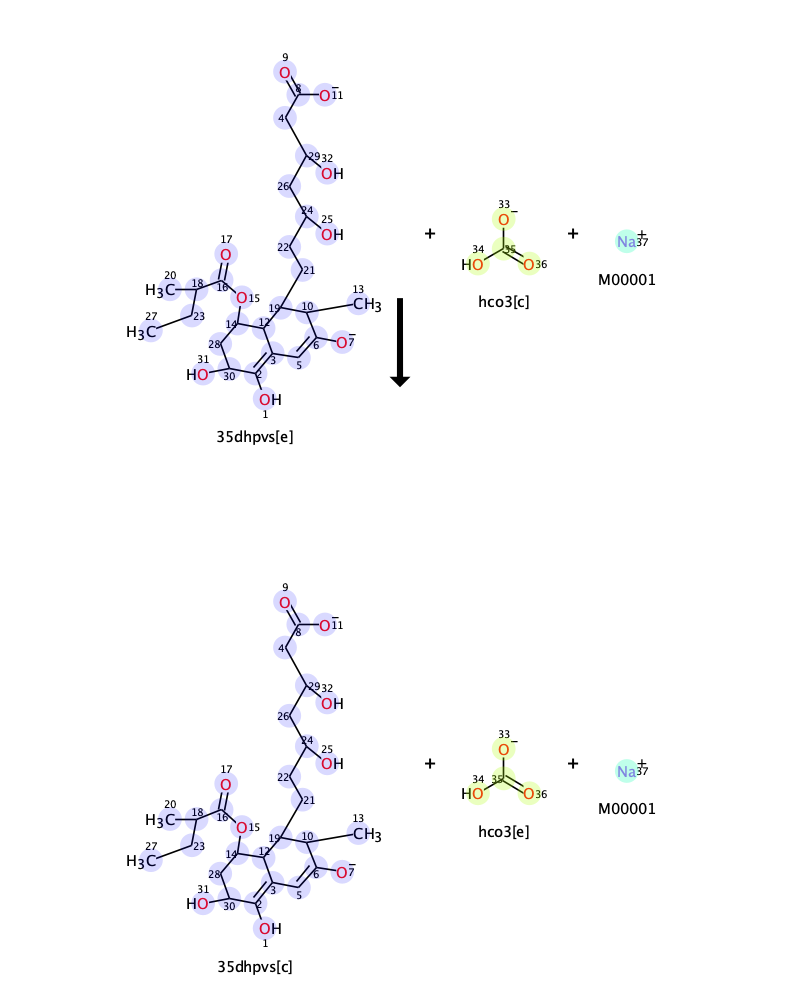 9
O
8
O
−
11
4
29
32
OH
26
24
25
OH
22
21
17
O
20
H3C
18
16
O
15
27
H3C
23
14
12
19
10
13
CH3
28
3
6
O
−
7
5
31
HO
30
2
OH
1
35dhpvs[e]
+
33
O
−
34
HO
35
O
36
hco3[c]
+
Na
+
37
M00001
9
O
8
O
−
11
4
29
32
OH
26
24
25
OH
22
21
17
O
20
H3C
18
16
O
15
27
H3C
23
14
12
19
10
13
CH3
28
3
6
O
−
7
5
31
HO
30
2
OH
1
35dhpvs[c]
+
33
O
−
34
HO
35
O
36
hco3[e]
+
Na
+
37
M00001